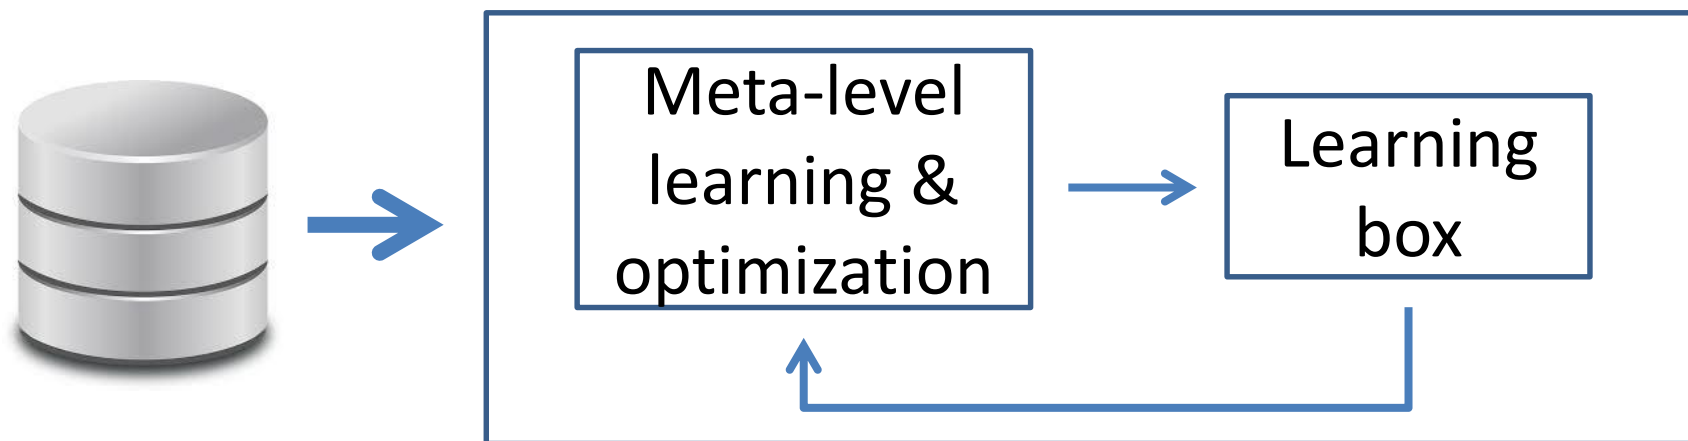 Meta-level
learning &
optimization
Learning
box